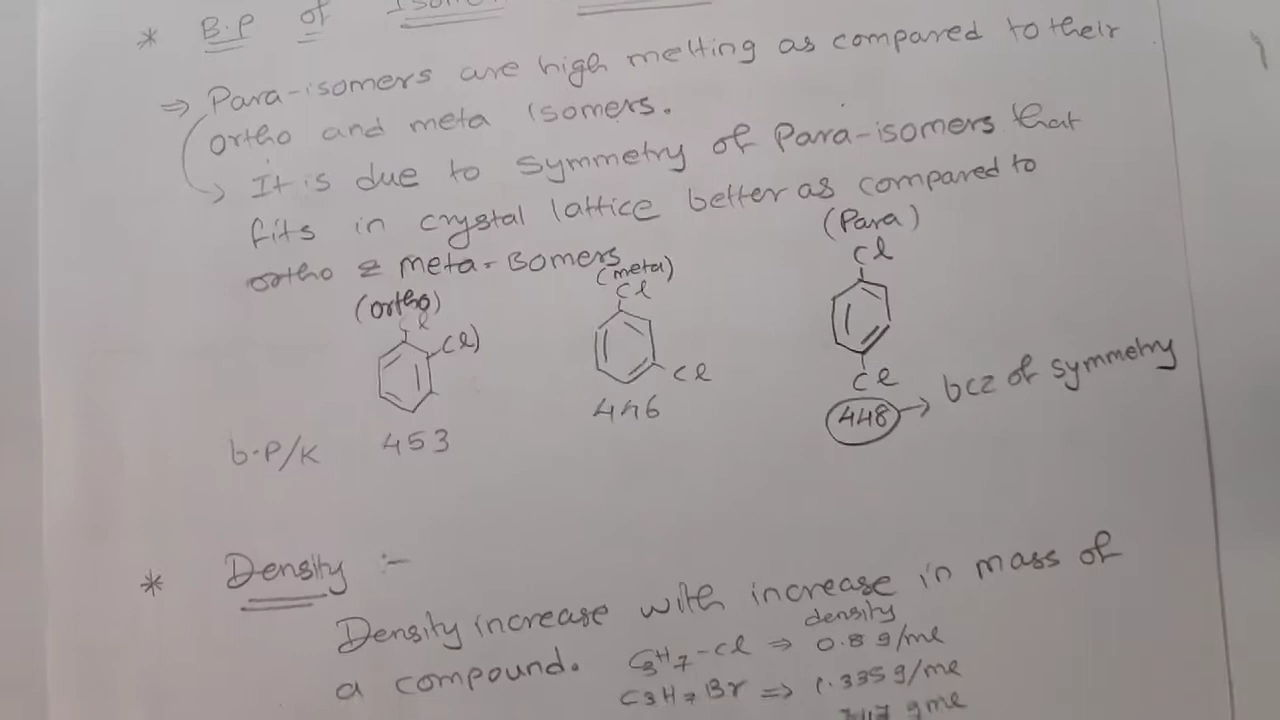 * B.P of
⇒ Para-isomers are high melting as compared to their
ortho and meta isomers.
It is due to symmetry of Para-isomers that
fits in crystal lattice better as compared to
ortho & meta-isomers
(ortho) (meta) (Para)
Cl Cl Cl
Cl Cl Cl
b.P/K 453 446 448 → bcz of symmetry
* Density :-
Density increase with increase in mass of
a compound.
density
C3H7-Cl ⇒ 0.8 g/ml
C3H7Br ⇒ 1.335 g/ml
g ml